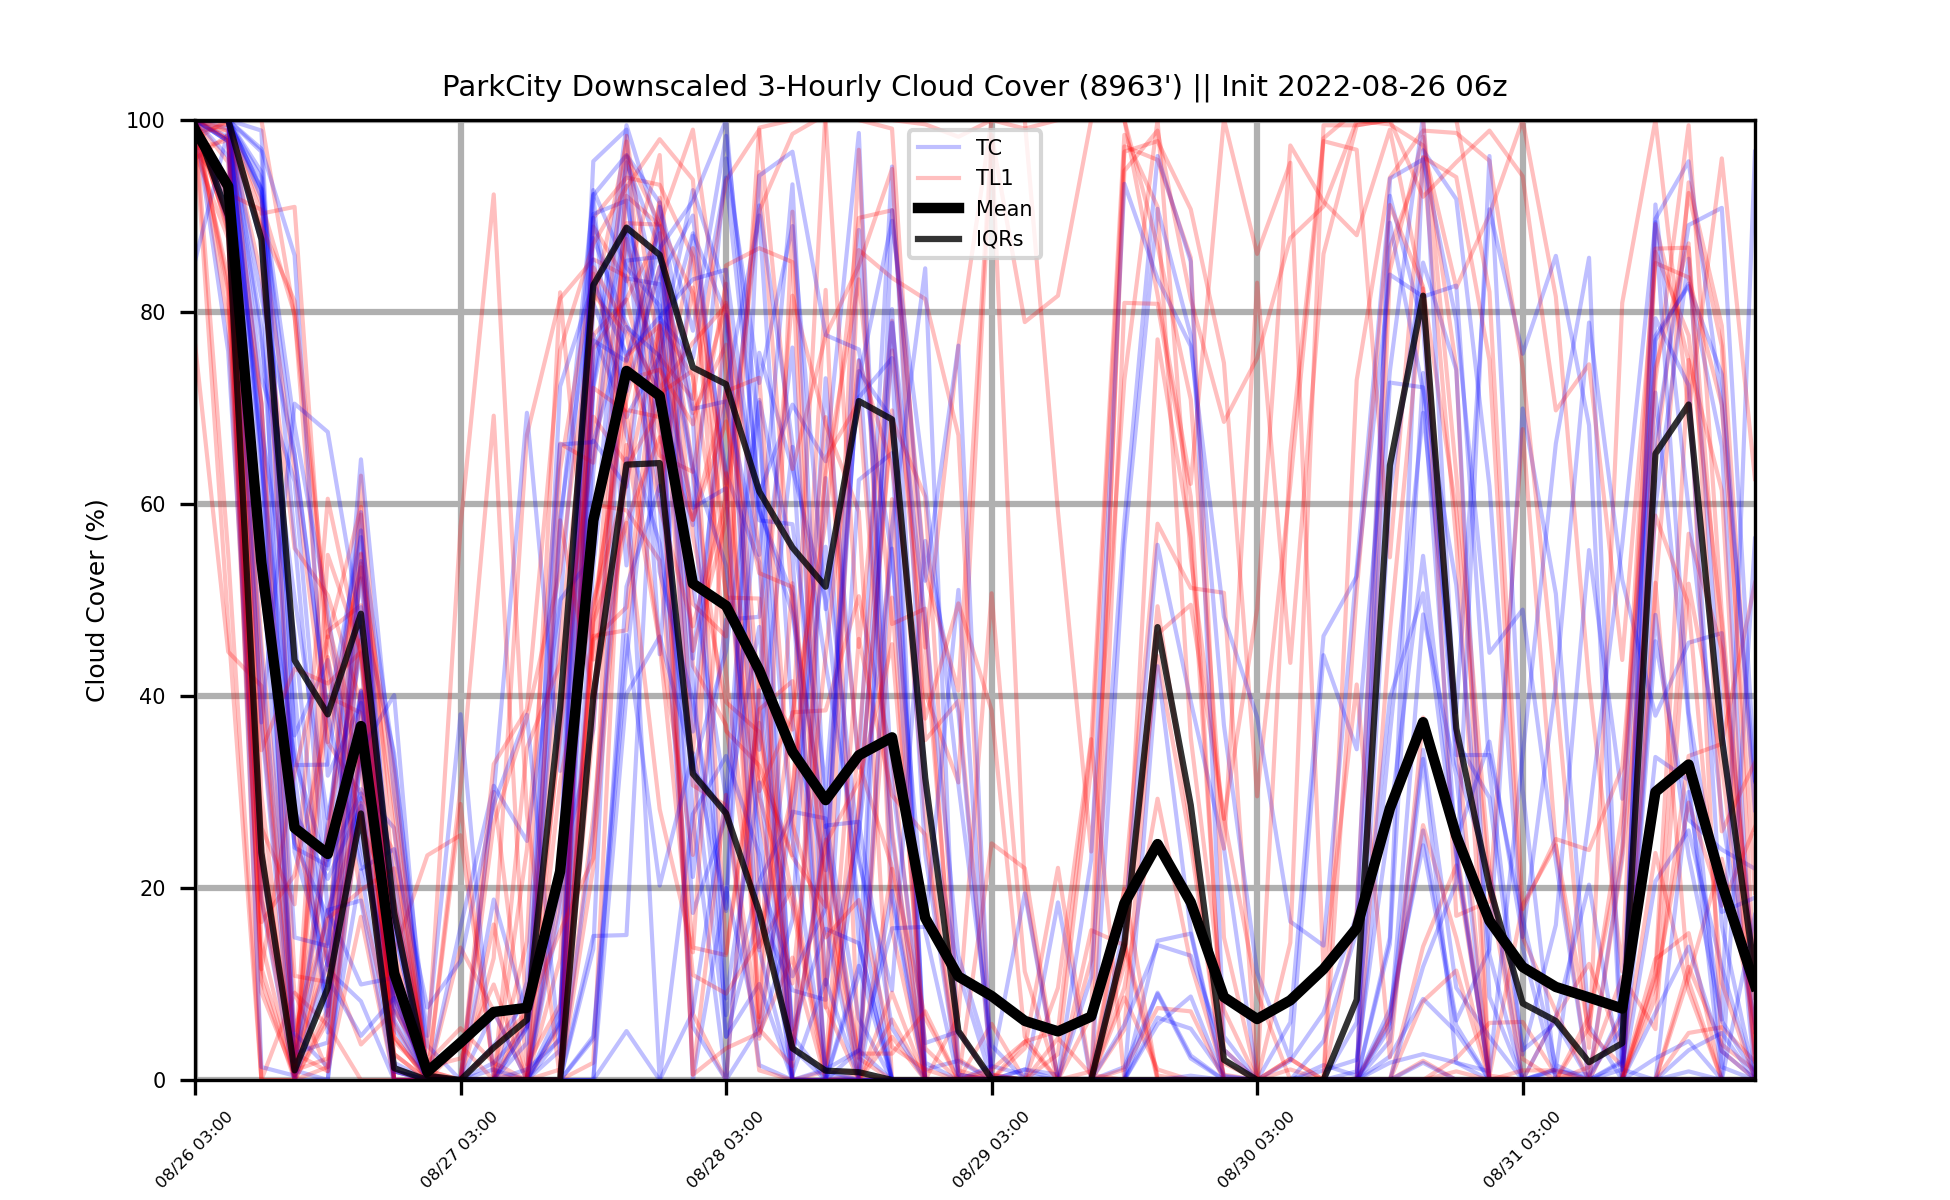 ParkCity Downscaled 3-Hourly Cloud Cover (8963') || Init 2022-08-26 06z
Cloud Cover (%)
100
80
60
40
20
0
TC
TL1
Mean
IQRs
08/26 03:00
08/27 03:00
08/28 03:00
08/29 03:00
08/30 03:00
08/31 03:00